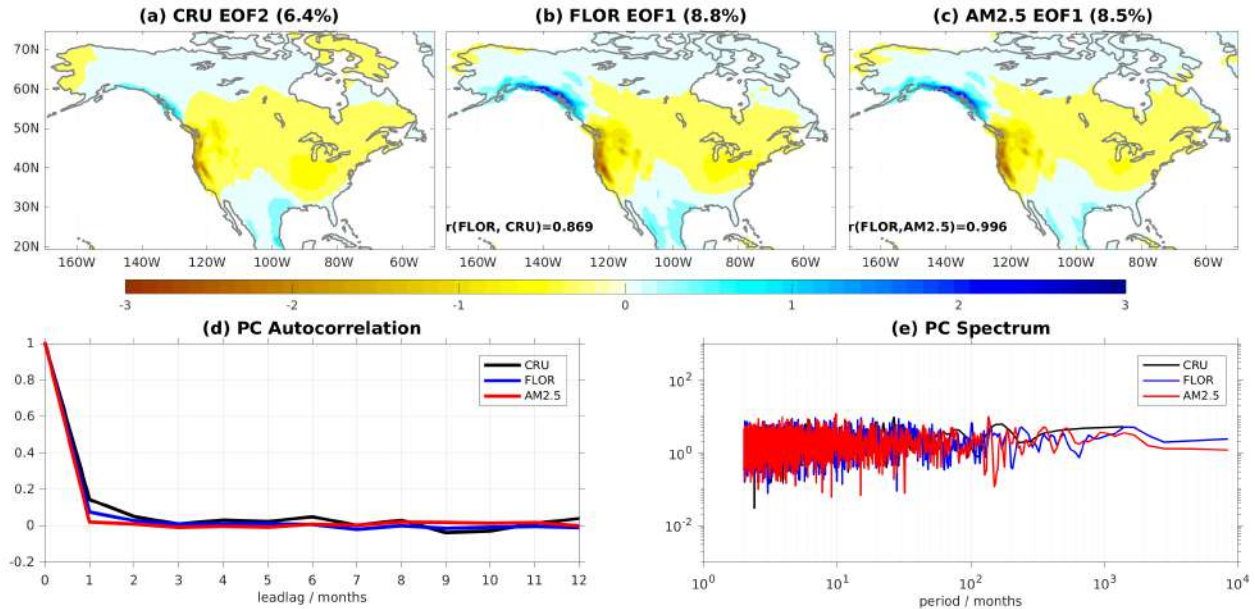 (a) CRU EOF2 (6.4%) (b) FLOR EOF1 (8.8%) (c) AM2.5 EOF1 (8.5%)
70N
60N
50N
40N
30N
20N
r(FLOR, CRU)=0.869
r(FLOR,AM2.5)=0.996
160W 140W 120W 100W 80W 60W 160W 140W 120W 100W 80W 60W 160W 140W 120W 100W 80W 60W
-3 -2 -1 0 1 2 3
(d) PC Autocorrelation
1
0.8
0.6
0.4
0.2
0
-0.2
CRU
FLOR
AM2.5
0 1 2 3 4 5 6 7 8 9 10 11 12
leadlag / months
(e) PC Spectrum
10^2
10^0
10^-2
CRU
FLOR
AM2.5
10^0 10^1 10^2 10^3 10^4
period / months